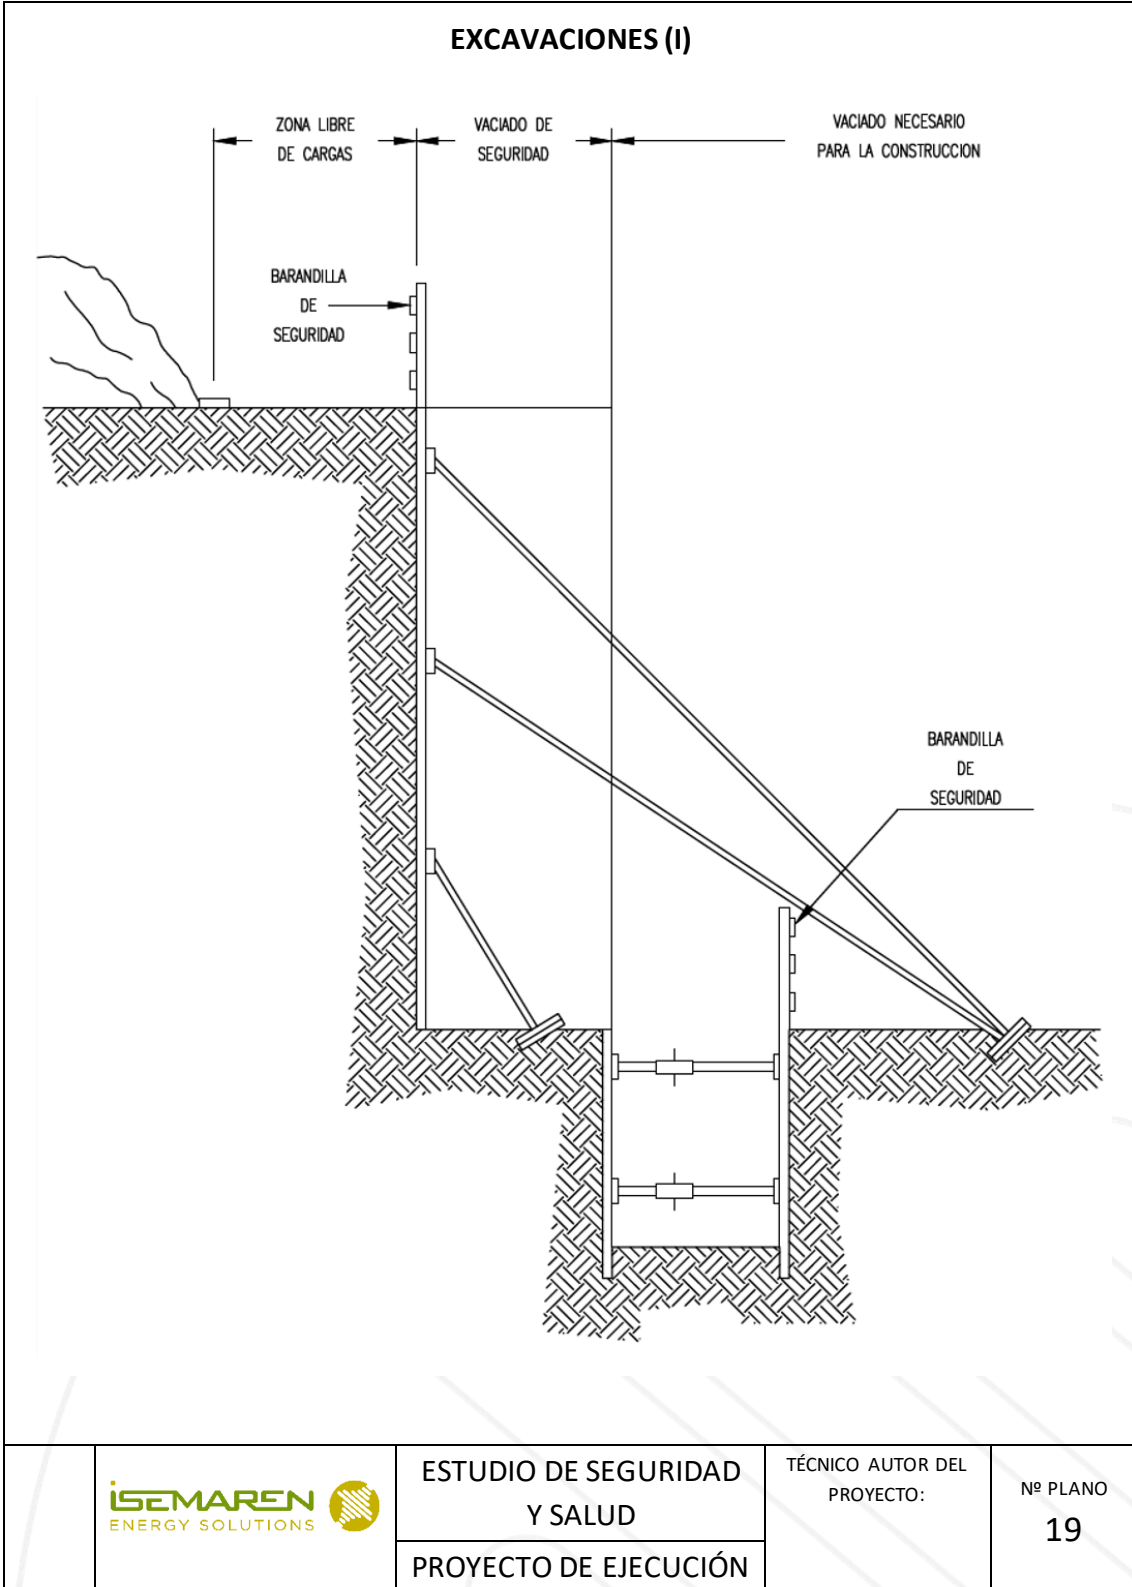 EXCAVACIONES (I)
ZONA LIBRE
DE CARGAS
VACIADO DE
SEGURIDAD
VACIADO NECESARIO
PARA LA CONSTRUCCION
BARANDILLA
DE
SEGURIDAD
BARANDILLA
DE
SEGURIDAD
ISEMAREN
ENERGY SOLUTIONS
ESTUDIO DE SEGURIDAD
Y SALUD
PROYECTO DE EJECUCIÓN
TÉCNICO AUTOR DEL
PROYECTO:
Nº PLANO
19